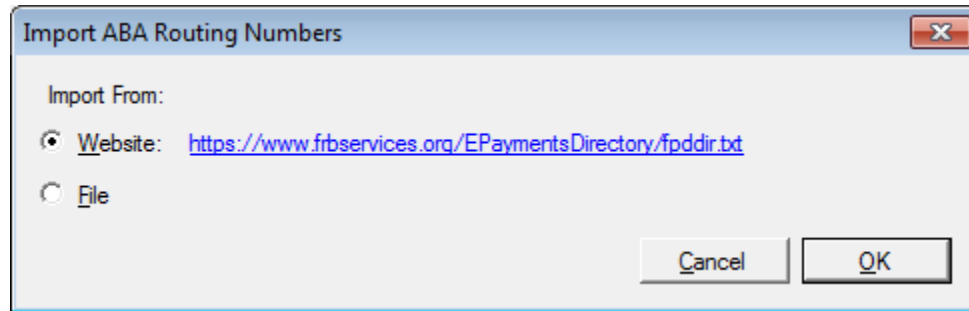 Import ABA Routing Numbers
Import From:
Website: https://www.frbservices.org/EPaymentsDirectory/fpddir.txt
File
Cancel OK